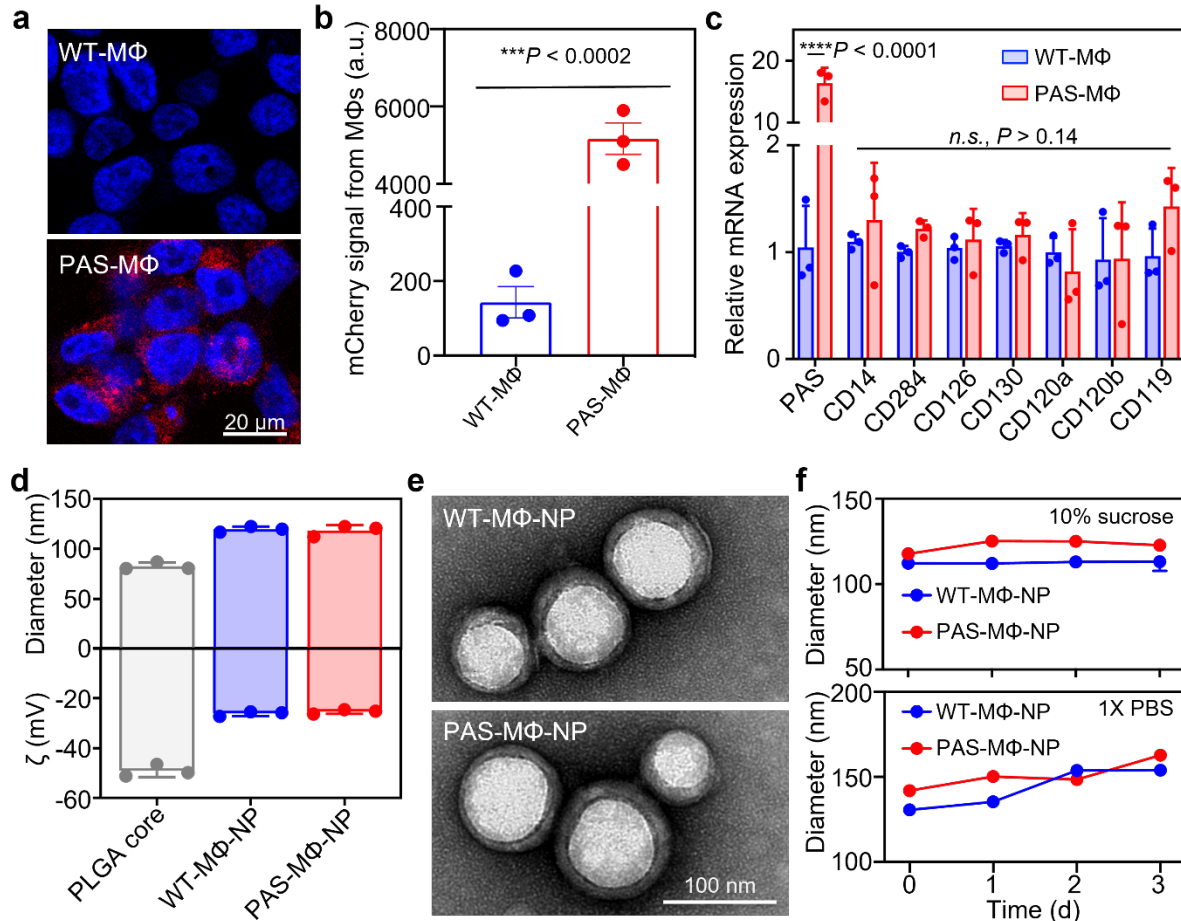 a
WT-MΦ
PAS-MΦ
20 µm
b
mCherry signal from MΦs (a.u.)
8000
6000
4000
400
200
0
***P < 0.0002
WT-MΦ
PAS-MΦ
c
Relative mRNA expression
20
10
2
1
0
****P < 0.0001
WT-MΦ
PAS-MΦ
n.s., P > 0.14
PAS
CD14
CD284
CD126
CD130
CD120a
CD120b
CD119
d
Diameter (nm)
150
100
50
0
ζ (mV)
-20
-40
-60
PLGA core
WT-MΦ-NP
PAS-MΦ-NP
e
WT-MΦ-NP
PAS-MΦ-NP
100 nm
f
Diameter (nm)
150
100
50
10% sucrose
WT-MΦ-NP
PAS-MΦ-NP
Diameter (nm)
200
150
100
1X PBS
WT-MΦ-NP
PAS-MΦ-NP
0 1 2 3
Time (d)